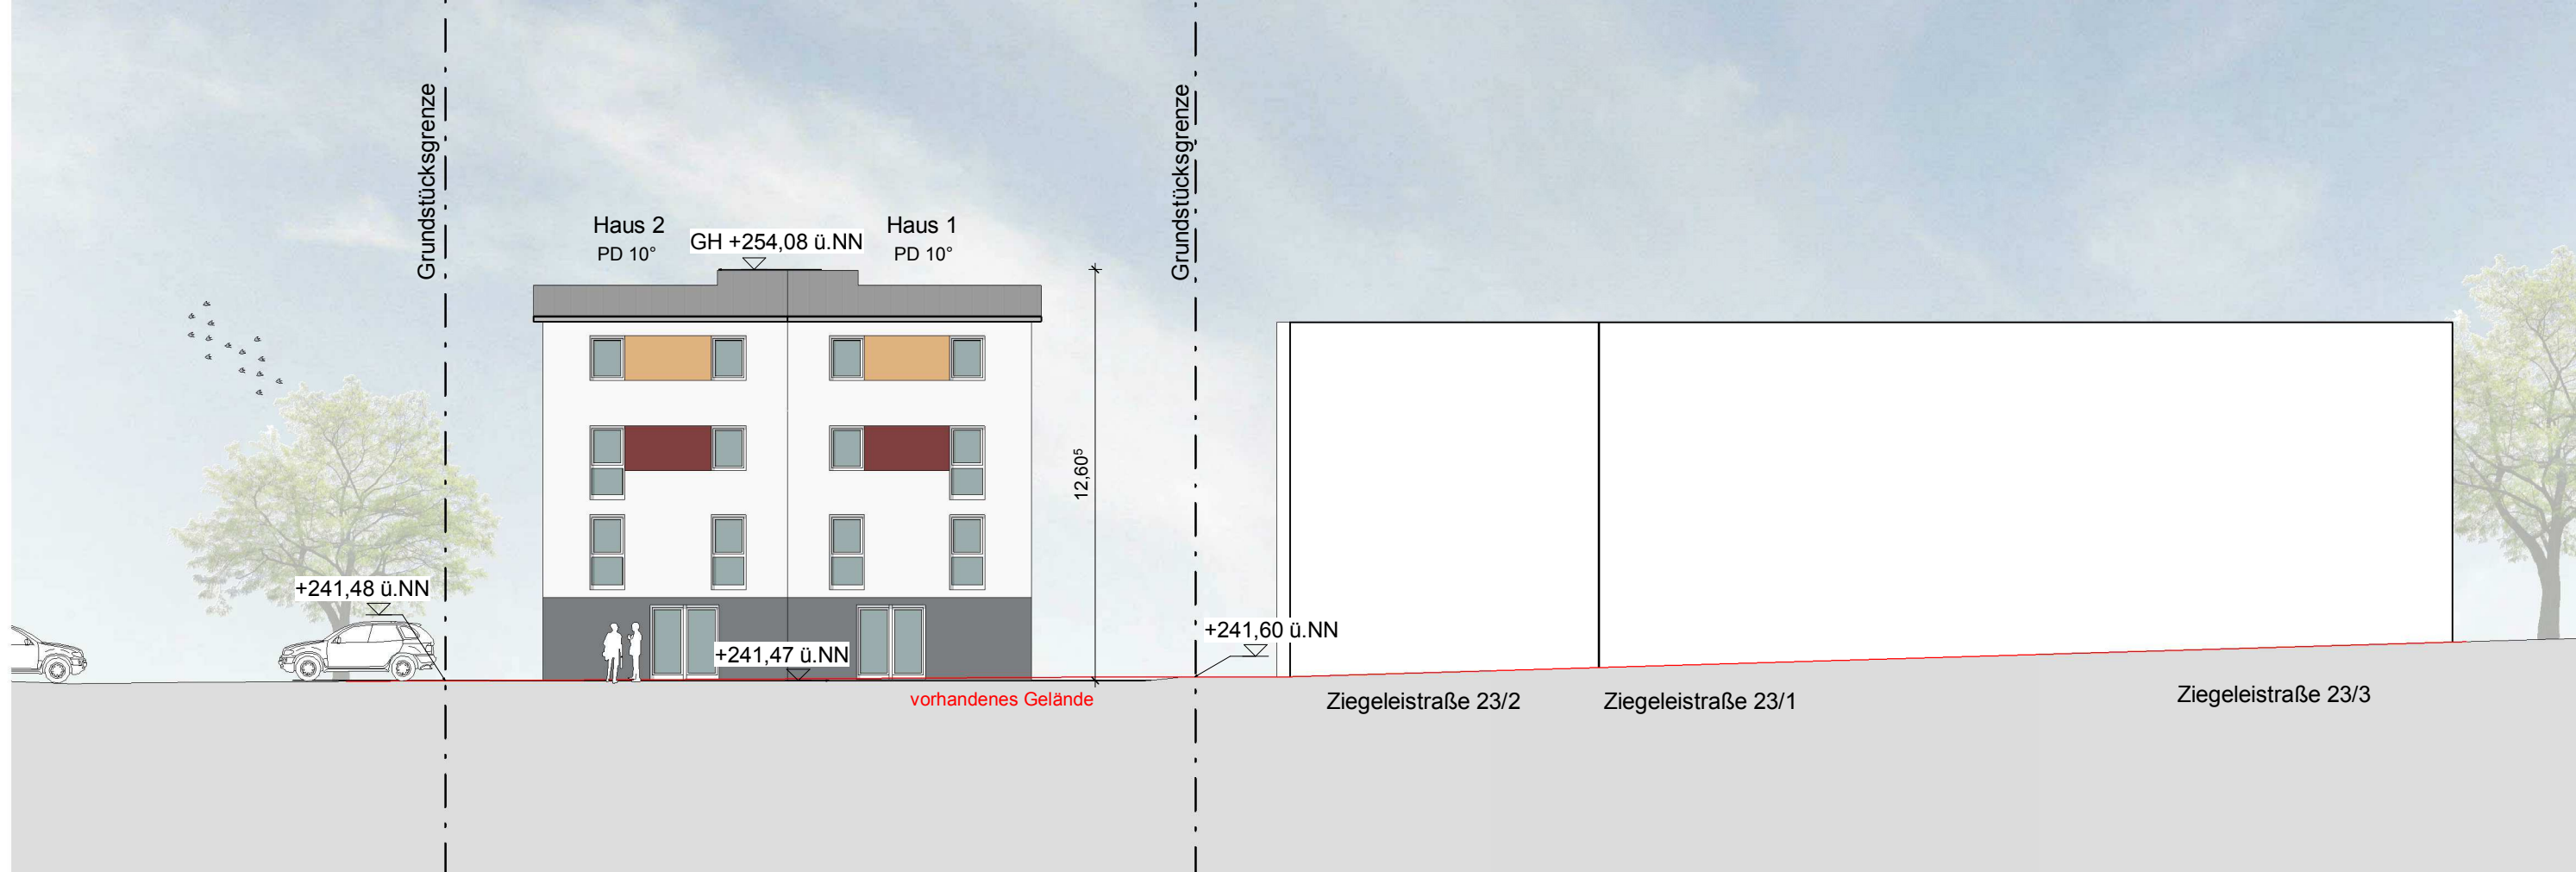 Grundstücksgrenze
Grundstücksgrenze
Haus 2
PD 10°
GH +254,08 ü.NN
Haus 1
PD 10°
12,60⁵
+241,48 ü.NN
+241,47 ü.NN
+241,60 ü.NN
vorhandenes Gelände
Ziegeleistraße 23/2
Ziegeleistraße 23/1
Ziegeleistraße 23/3